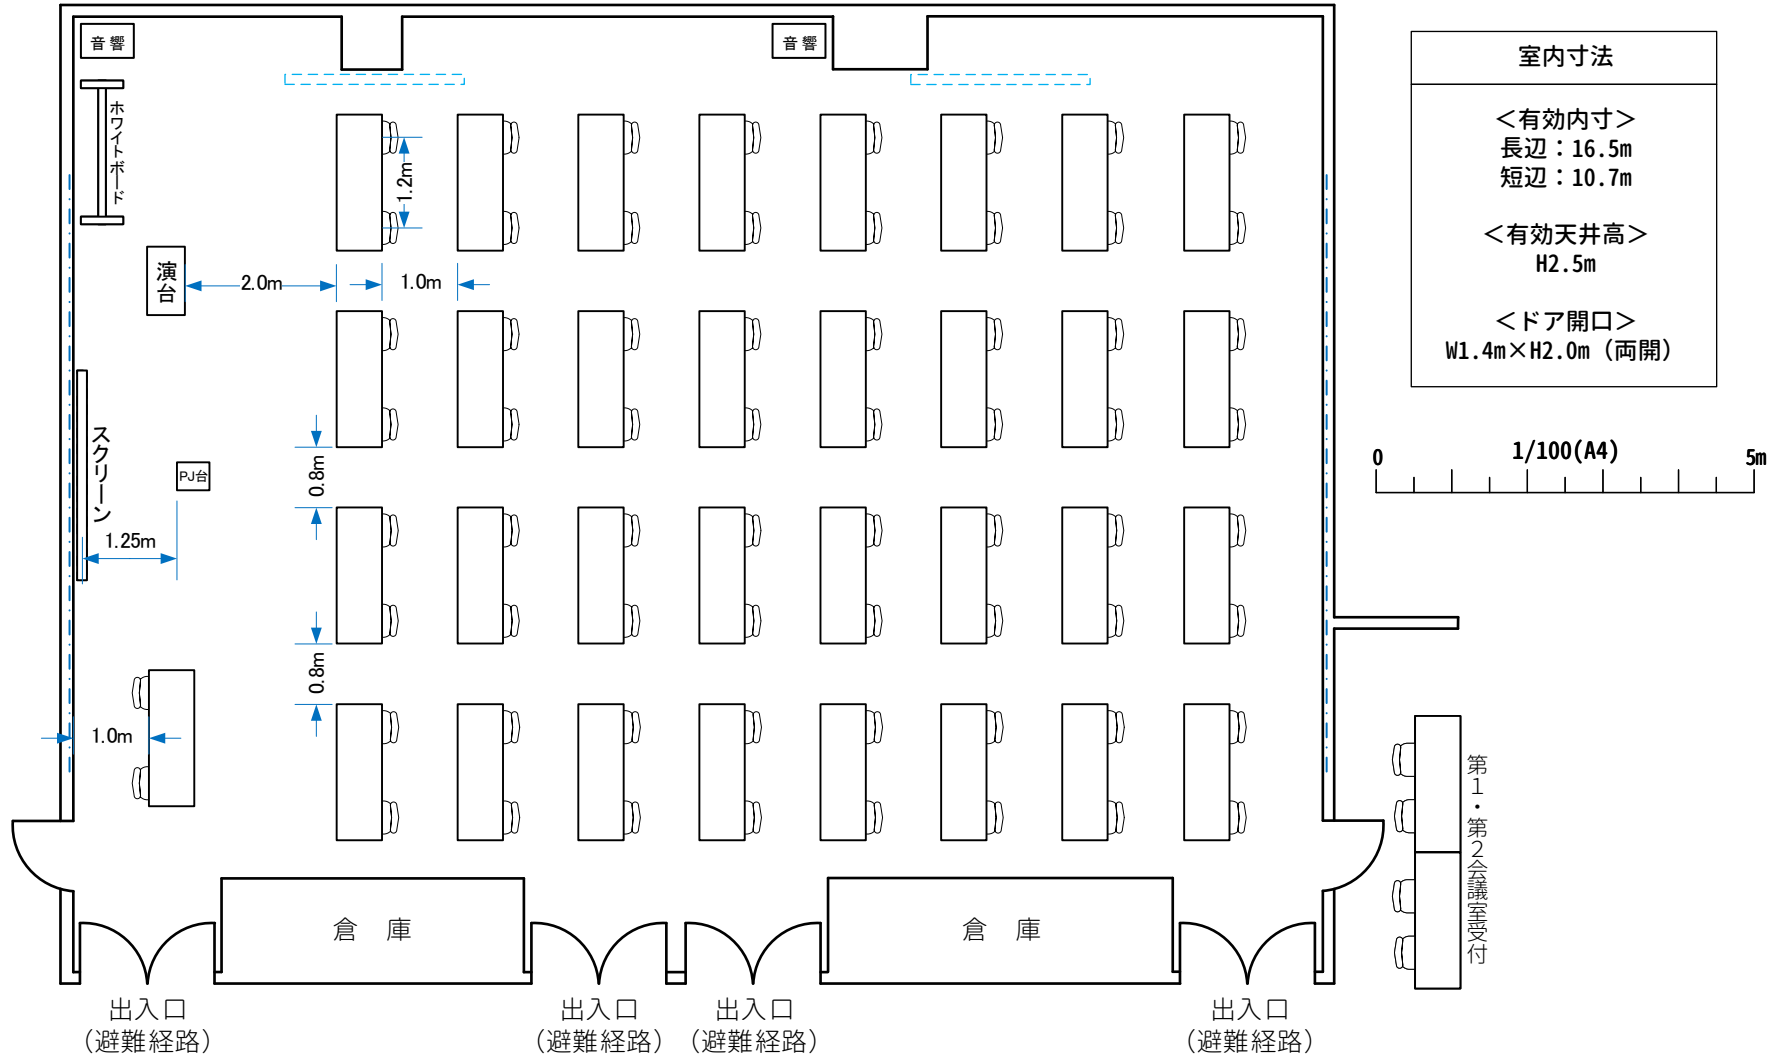 音響
音響
ホワイトボード
1.2m
演台
2.0m
1.0m
0.8m
スクリーン
PJ台
1.25m
0.8m
1.0m
倉 庫
倉 庫
出入口
(避難経路)
出入口
(避難経路)
出入口
(避難経路)
出入口
(避難経路)
室内寸法
＜有効内寸＞
長辺：16.5m
短辺：10.7m
＜有効天井高＞
H2.5m
＜ドア開口＞
W1.4m×H2.0m（両開）
0
1/100(A4)
5m
第1・第2会議室受付